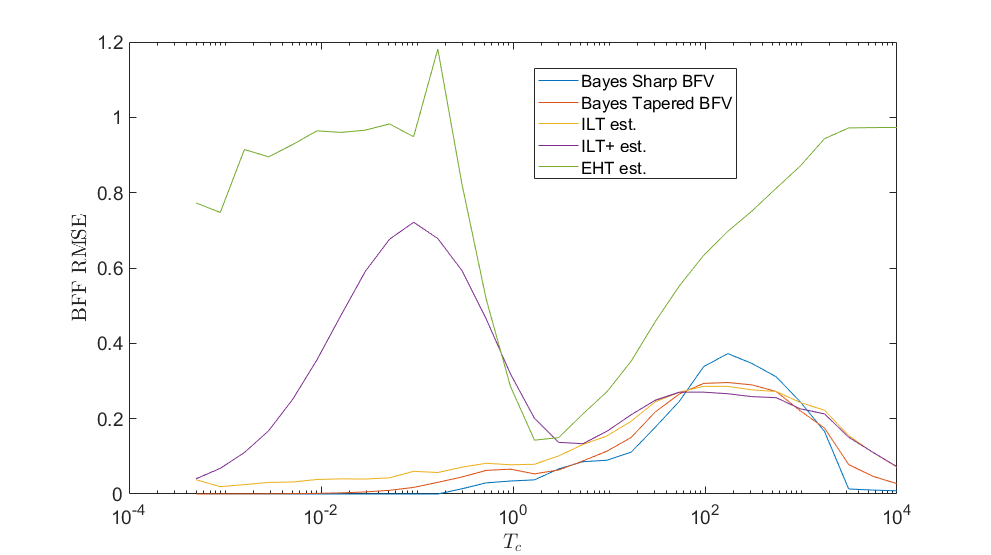 1.2
1
0.8
0.6
0.4
0.2
0
BFF RMSE
Bayes Sharp BFV
Bayes Tapered BFV
ILT est.
ILT+ est.
EHT est.
10^-4
10^-2
10^0
10^2
10^4
T_c